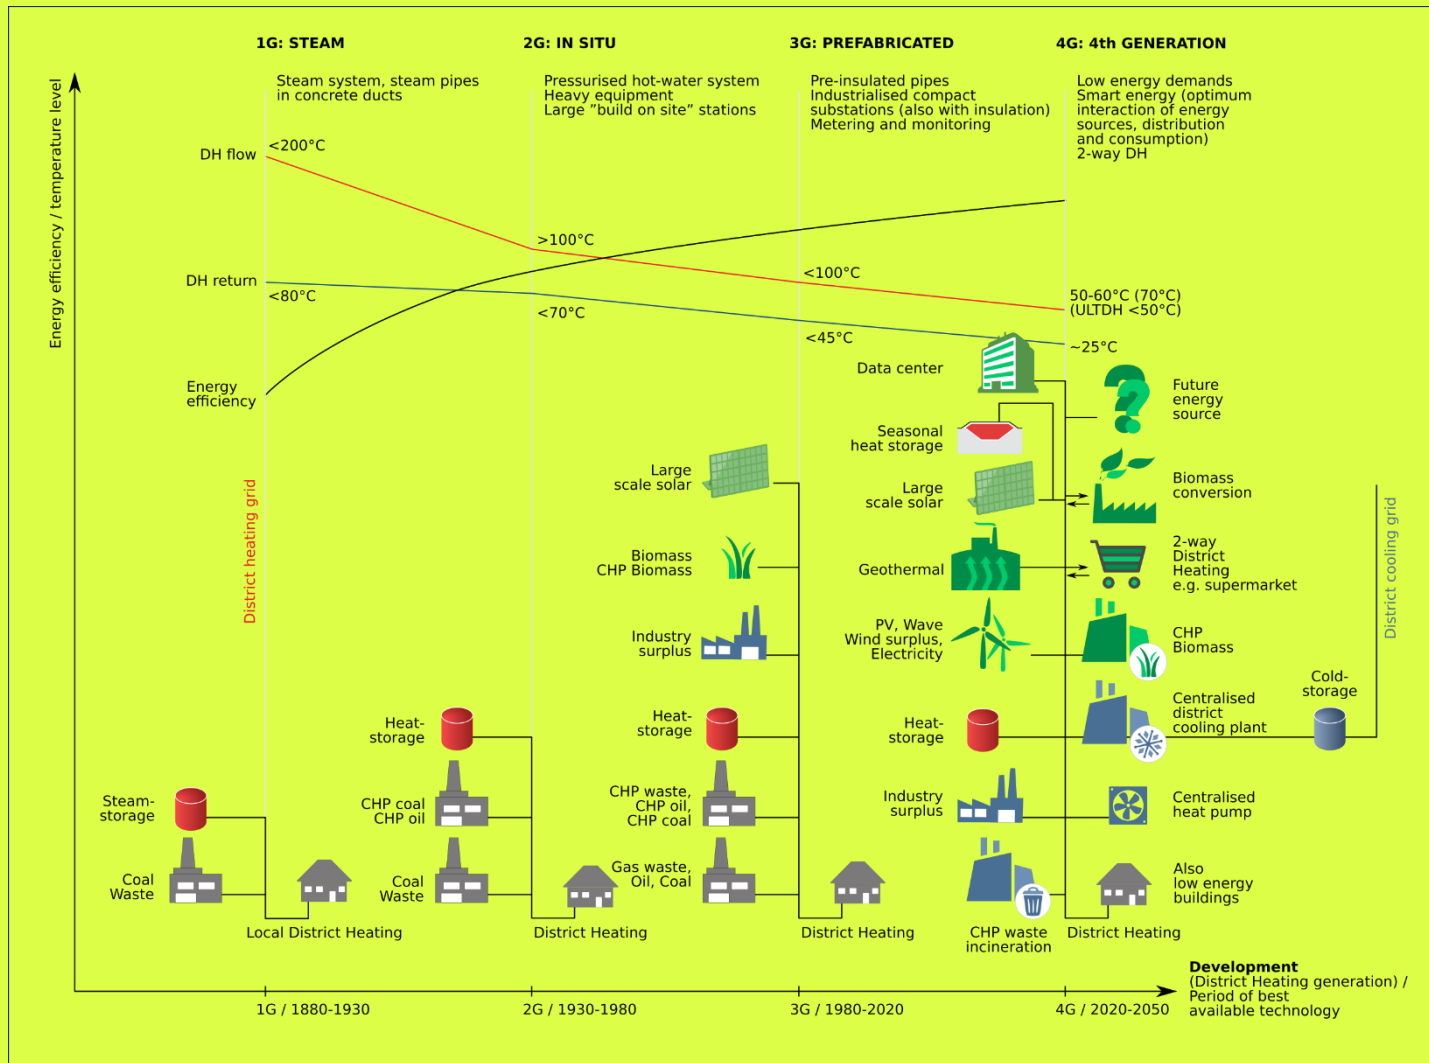 1G: STEAM
2G: IN SITU
3G: PREFABRICATED
4G: 4th GENERATION
Steam system, steam pipes
in concrete ducts
Pressurised hot-water system
Heavy equipment
Large ”build on site” stations
Pre-insulated pipes
Industrialised compact
substations (also with insulation)
Metering and monitoring
Low energy demands
Smart energy (optimum
interaction of energy
sources, distribution
and consumption)
2-way DH
Energy efficiency / temperature level
DH flow
<200°C
>100°C
<100°C
50-60°C (70°C)
(ULTDH <50°C)
DH return
<80°C
<70°C
<45°C
~25°C
Energy
efficiency
District heating grid
Steam-
storage
Coal
Waste
Local District Heating
Heat-
storage
CHP coal
CHP oil
Coal
Waste
District Heating
Large
scale solar
Biomass
CHP Biomass
Industry
surplus
Heat-
storage
CHP waste,
CHP oil,
CHP coal
Gas waste,
Oil, Coal
District Heating
Data center
Seasonal
heat storage
Large
scale solar
Geothermal
PV, Wave
Wind surplus,
Electricity
Heat-
storage
Industry
surplus
CHP waste
incineration
Future
energy
source
Biomass
conversion
2-way
District
Heating
e.g. supermarket
CHP
Biomass
Centralised
district
cooling plant
Cold-
storage
Centralised
heat pump
Also
low energy
buildings
District Heating
District cooling grid
Development
(District Heating generation) /
Period of best
available technology
1G / 1880-1930
2G / 1930-1980
3G / 1980-2020
4G / 2020-2050